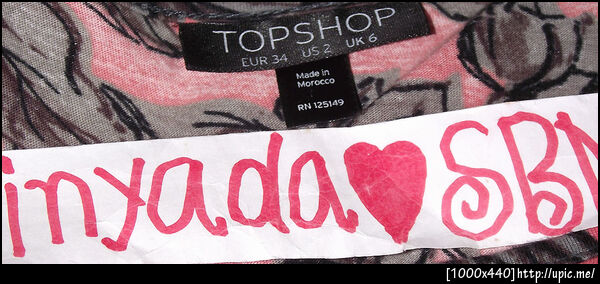 TOPSHOP
EUR 34 US 2 UK 6
Made in
Morocco
RN 125149
inyada♥SBN
[1000x440]http://upic.me/